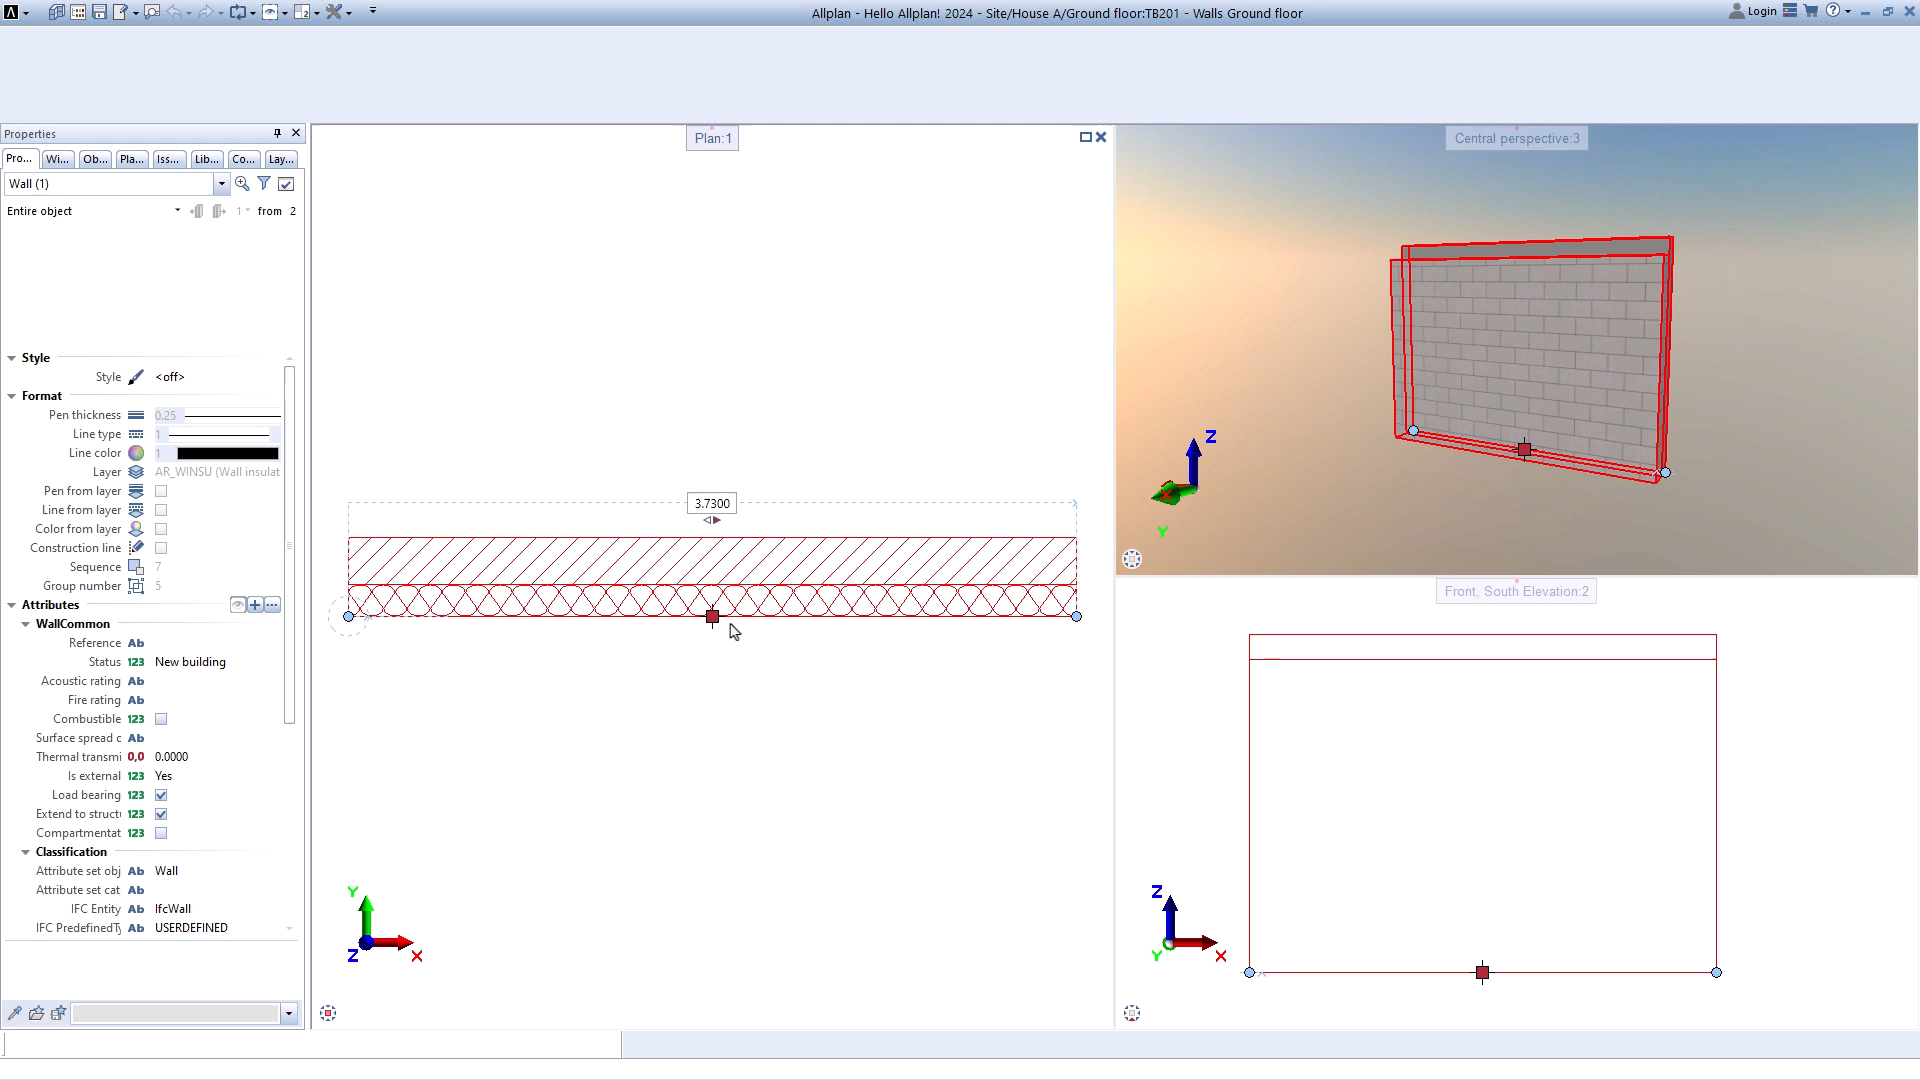 Allplan - Hello Allplan! 2024 - Site/House A/Ground floor:TB201 - Walls Ground floor
Login
2
Properties
Pro...
Wi...
Ob...
Pla...
Iss...
Lib...
Co...
Lay...
Wall (1)
Entire object
1
from 2
Style
Style <off>
Format
Pen thickness 0.25
Line type 1
Line color 1
Layer AR_WINSU (Wall insulat
Pen from layer
Line from layer
Color from layer
Construction line
Sequence 7
Group number 5
Attributes
WallCommon
Reference Ab
Status 123 New building
Acoustic rating Ab
Fire rating Ab
Combustible 123
Surface spread c Ab
Thermal transmi 0,0 0.0000
Is external 123 Yes
Load bearing 123
Extend to struct 123
Compartmentat 123
Classification
Attribute set obj Ab Wall
Attribute set cat Ab
IFC Entity Ab IfcWall
IFC PredefinedTy Ab USERDEFINED
Plan:1
3.7300
Y
Z
X
Central perspective:3
Z
X
Y
Front, South Elevation:2
Z
Y
X